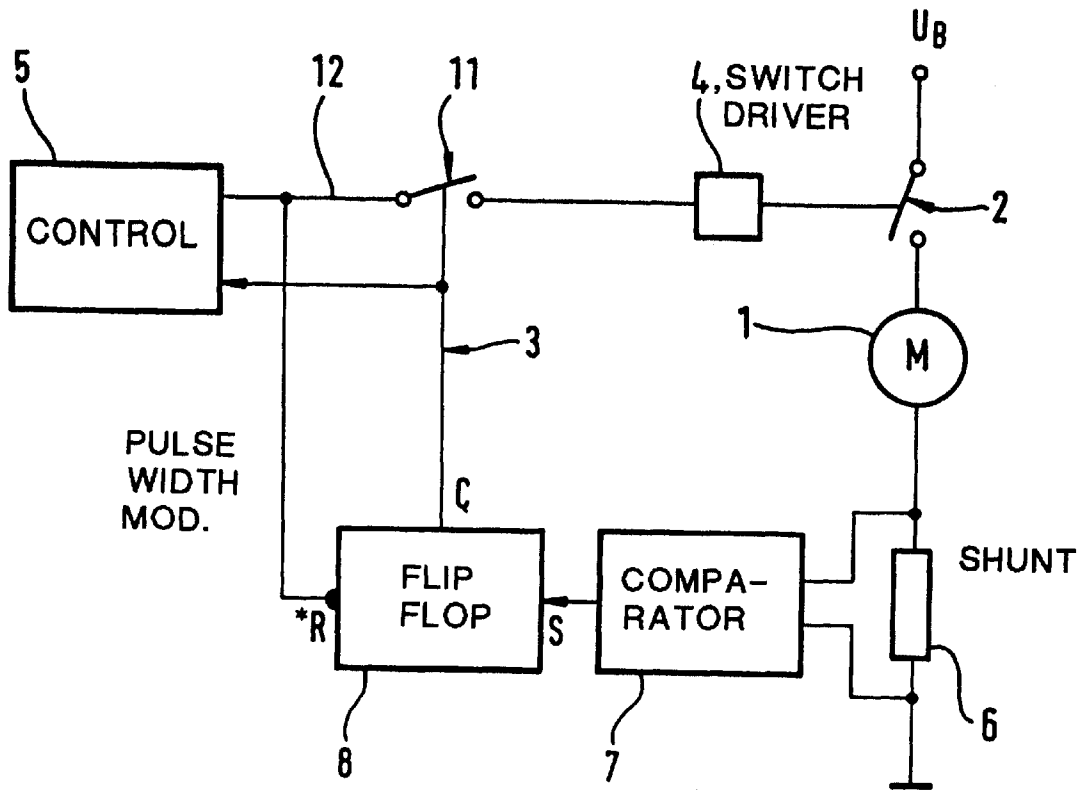 U_B
5
12
11
4, SWITCH
DRIVER
CONTROL
2
1
M
3
PULSE
WIDTH
MOD.
Q
FLIP
FLOP
*R
S
COMPA-
RATOR
SHUNT
8
7
6